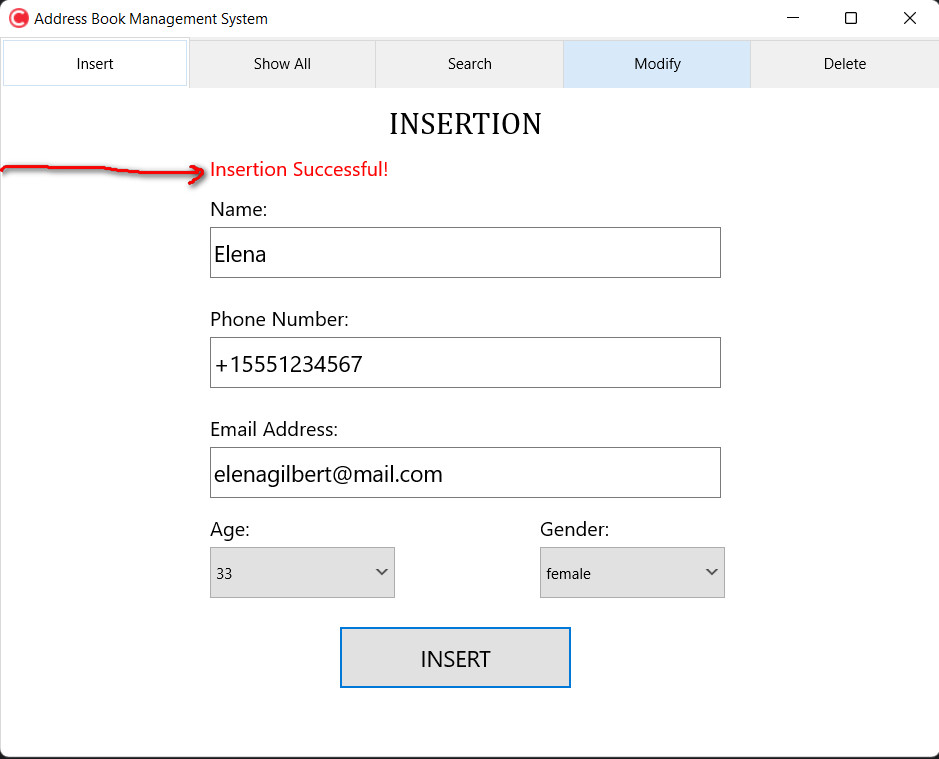 Address Book Management System
Insert Show All Search Modify Delete
INSERTION
Insertion Successful!
Name:
Elena
Phone Number:
+15551234567
Email Address:
elenagilbert@mail.com
Age: Gender:
33 female
INSERT